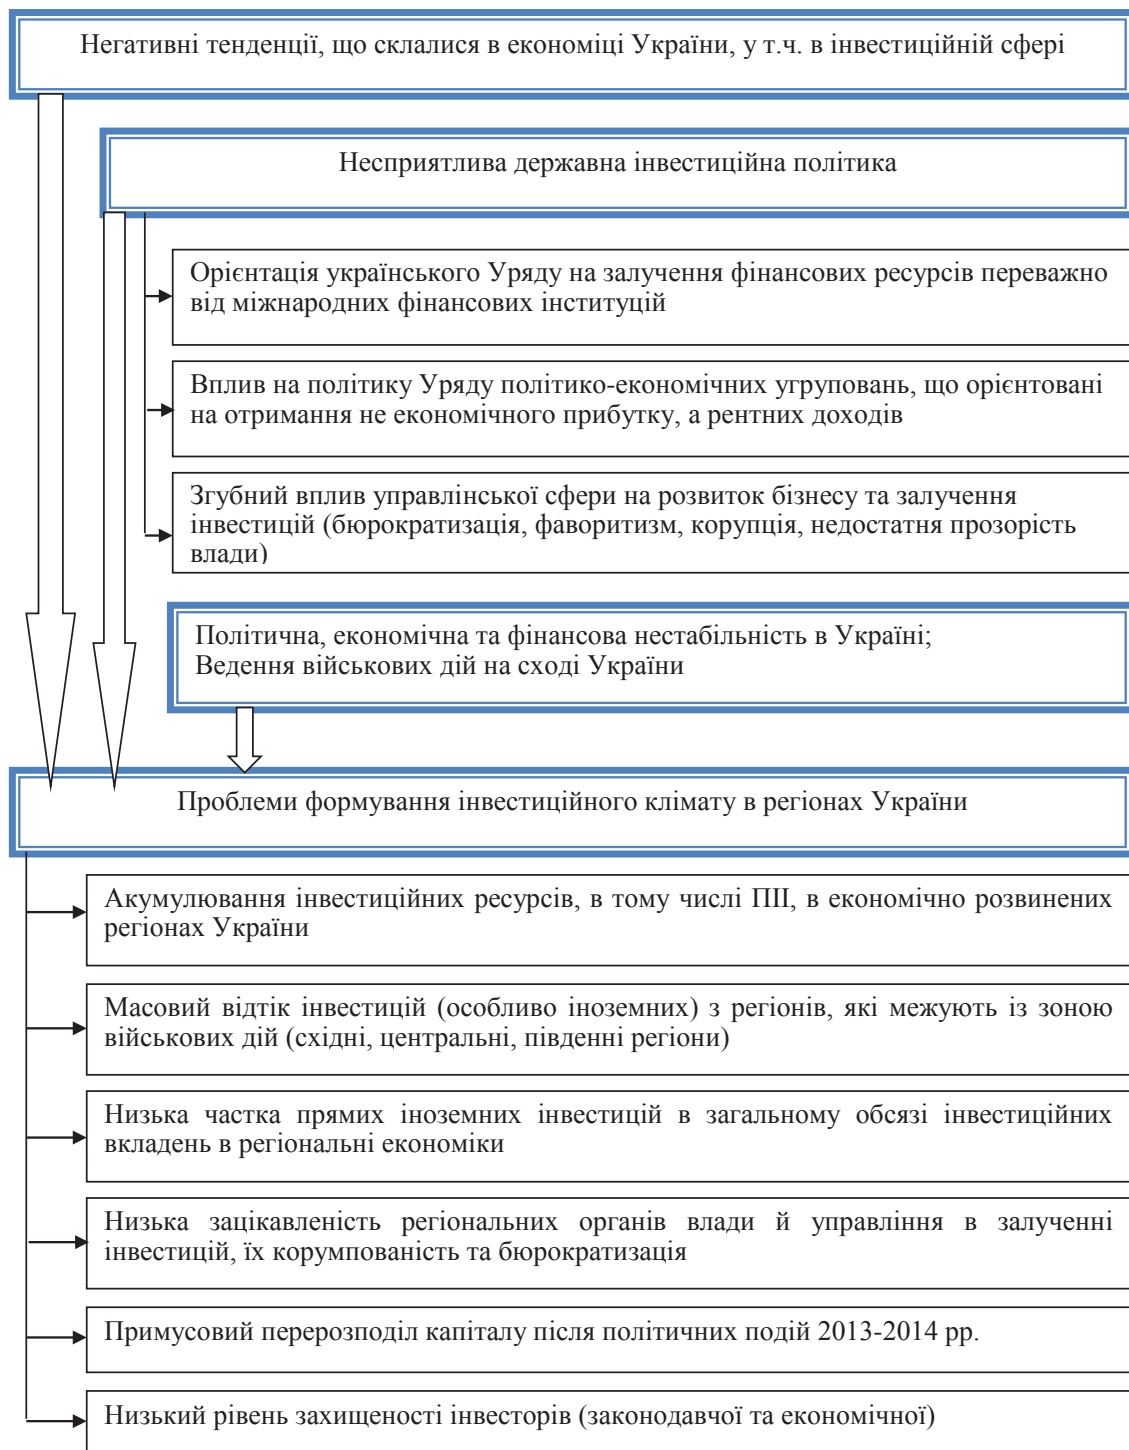 Негативні тенденції, що склалися в економіці України, у т.ч. в інвестиційній сфері
Несприятлива державна інвестиційна політика
Орієнтація українського Уряду на залучення фінансових ресурсів переважно
від міжнародних фінансових інституцій
Вплив на політику Уряду політико-економічних угруповань, що орієнтовані
на отримання не економічного прибутку, а рентних доходів
Згубний вплив управлінської сфери на розвиток бізнесу та залучення
інвестицій (бюрократизація, фаворитизм, корупція, недостатня прозорість
влади)
Політична, економічна та фінансова нестабільність в Україні;
Ведення військових дій на сході України
Проблеми формування інвестиційного клімату в регіонах України
Акумулювання інвестиційних ресурсів, в тому числі ПІІ, в економічно розвинених
регіонах України
Масовий відтік інвестицій (особливо іноземних) з регіонів, які межують із зоною
військових дій (східні, центральні, південні регіони)
Низька частка прямих іноземних інвестицій в загальному обсязі інвестиційних
вкладень в регіональні економіки
Низька зацікавленість регіональних органів влади й управління в залученні
інвестицій, їх корумпованість та бюрократизація
Примусовий перерозподіл капіталу після політичних подій 2013-2014 рр.
Низький рівень захищеності інвесторів (законодавчої та економічної)